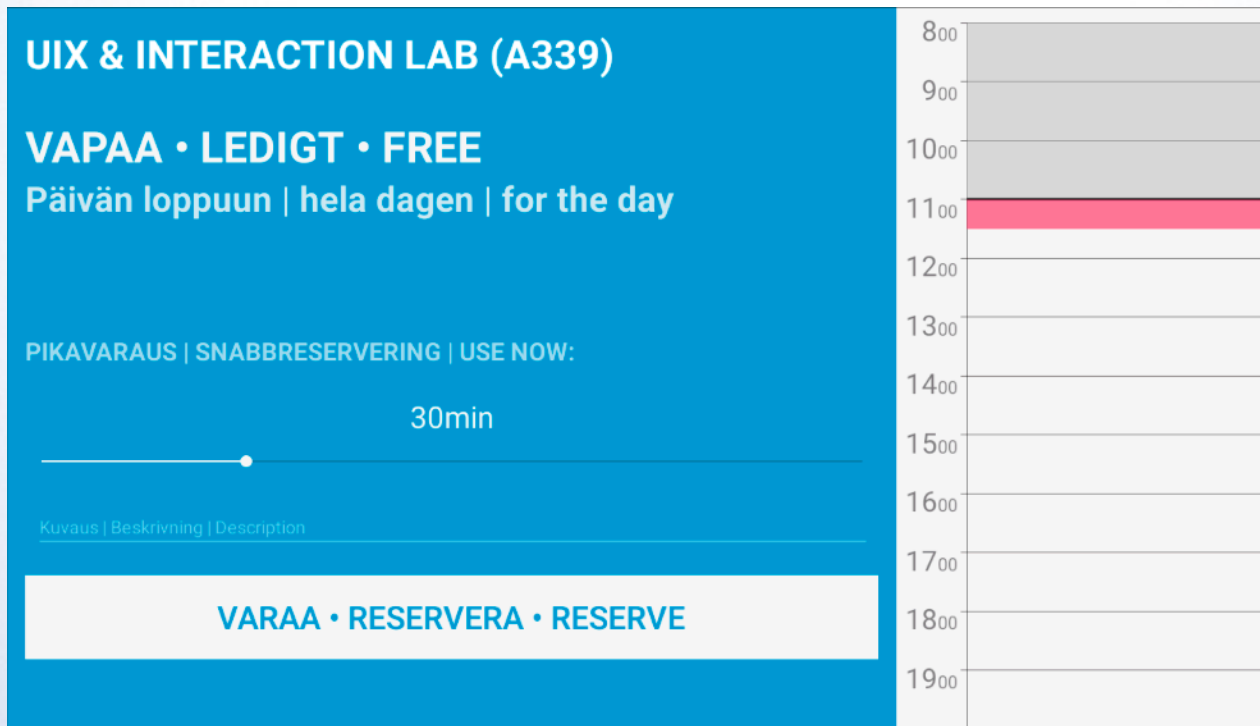 UIX & INTERACTION LAB (A339)
VAPAA • LEDIGT • FREE
Päivän loppuun | hela dagen | for the day
PIKAVARAUS | SNABBRESERVERING | USE NOW:
30min
Kuvaus | Beskrivning | Description
VARAA • RESERVERA • RESERVE
800
900
1000
1100
1200
1300
1400
1500
1600
1700
1800
1900